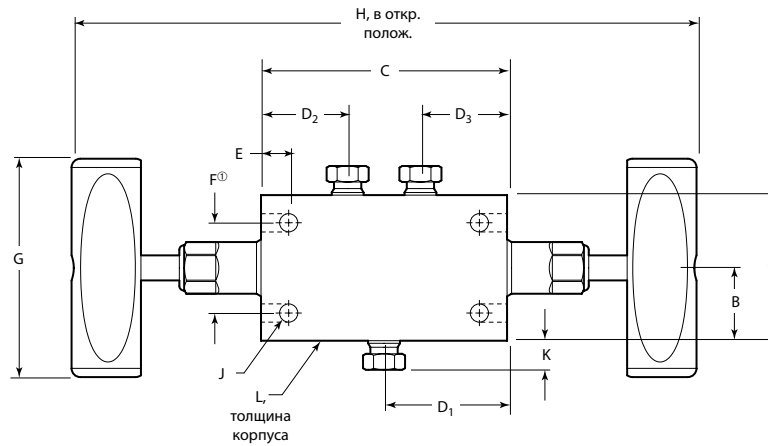 H, в откр.
полож.
C
D₂
D₃
E
F①
G
B
K
J
L,
толщина
корпуса
D₁